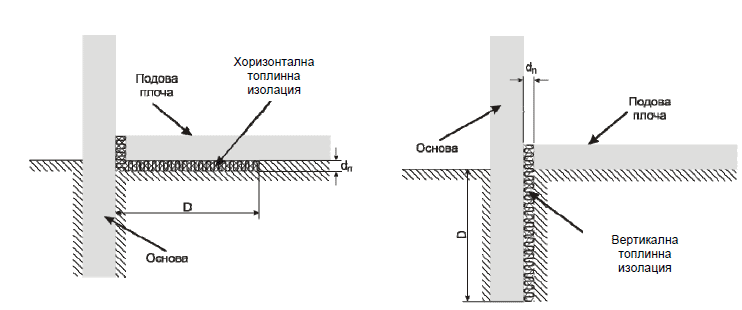 Хоризонтална
топлинна
изолация
Подова
плоча
dп
D
Основа
dп
Подова
плоча
Основа
D
Вертикална
топлинна
изолация